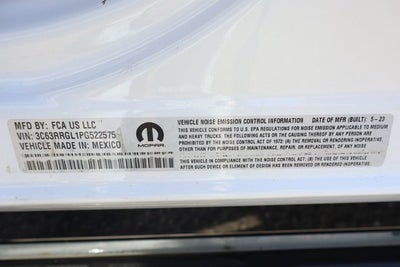 MFD BY: FCA US LLC
VIN: 3C63RRGL1PG522575
VEHICLE MADE IN: MEXICO
MOPAR
VEHICLE NOISE EMISSION CONTROL INFORMATION DATE OF MFR (BUILT): 5-23
THIS VEHICLE CONFORMS TO U.S. EPA REGULATIONS FOR NOISE EMISSION APPLICABLE TO MEDIUM
AND HEAVY TRUCKS. THE FOLLOWING ACTS OR THE CAUSING THEREOF BY ANY PERSON ARE
PROHIBITED BY THE NOISE CONTROL ACT OF 1972: (A) THE REMOVAL OR RENDERING INOPERATIVE,
OTHER THAN FOR PURPOSES OF MAINTENANCE, REPAIR, OR REPLACEMENT, OF ANY NOISE
THIS VEHICLE IN COMPLIANCE WITH THE NOISE CONTROL ACT; (B) THE USE OF THIS VEHICLE
AFTER SUCH DEVICE OR ELEMENT OF DESIGN HAS BEEN REMOVED OR RENDERED INOPERATIVE.